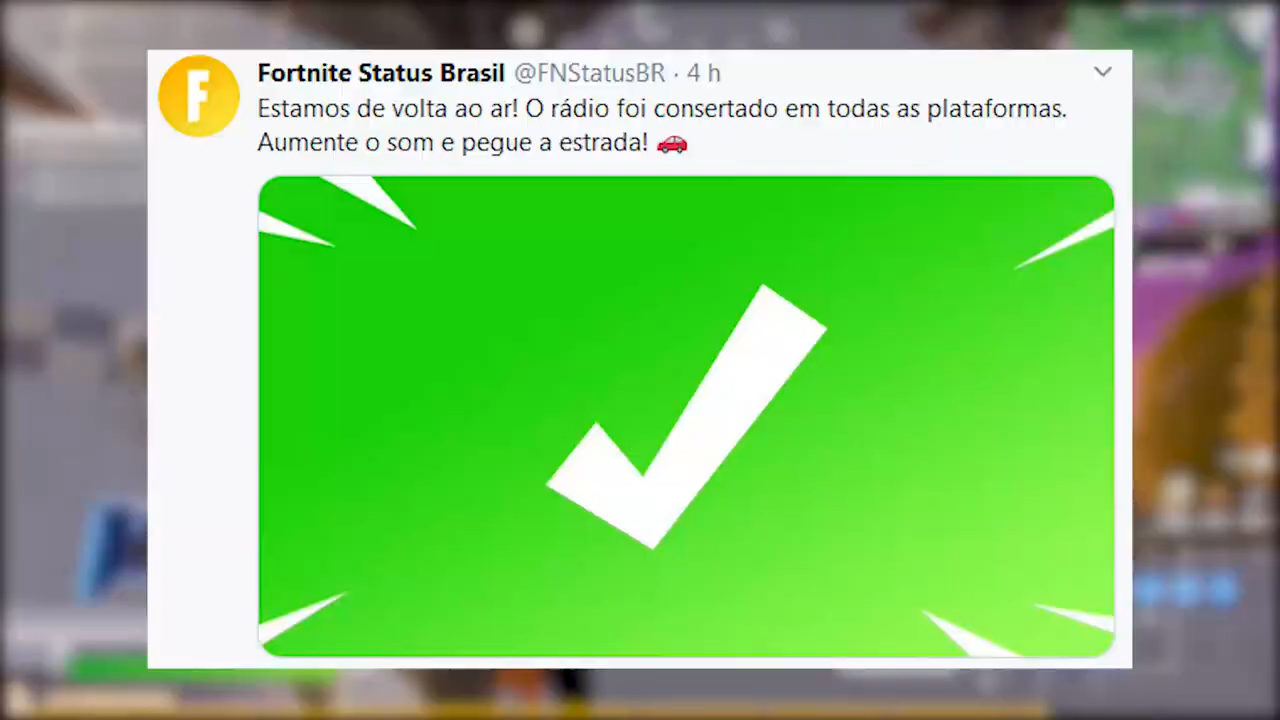 F
Fortnite Status Brasil @FNStatusBR · 4 h
Estamos de volta ao ar! O rádio foi consertado em todas as plataformas.
Aumente o som e pegue a estrada! 🚗